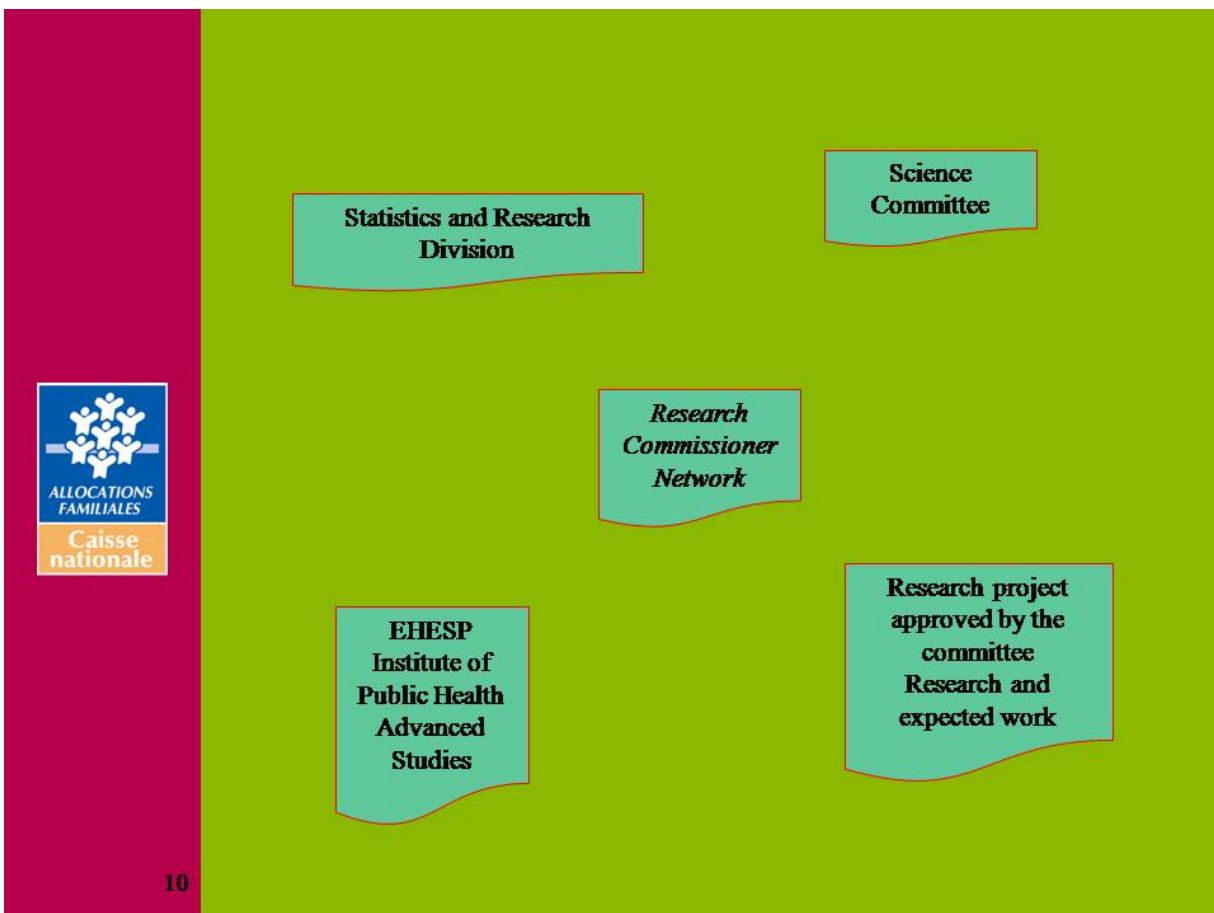 Statistics and Research
Division
Science
Committee
Research
Commissioner
Network
ALLOCATIONS
FAMILIALES
Caisse
nationale
EHESP
Institute of
Public Health
Advanced
Studies
Research project
approved by the
committee
Research and
expected work
10